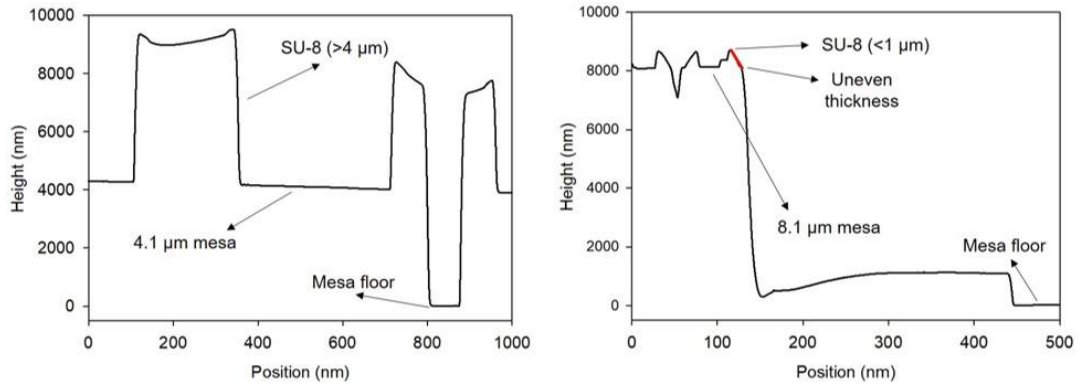 10000
8000
6000
4000
2000
0
Height (nm)
SU-8 (>4 µm)
4.1 µm mesa
Mesa floor
0 200 400 600 800 1000
Position (nm)
10000
8000
6000
4000
2000
0
Height (nm)
SU-8 (<1 µm)
Uneven
thickness
8.1 µm mesa
Mesa floor
0 100 200 300 400 500
Position (nm)